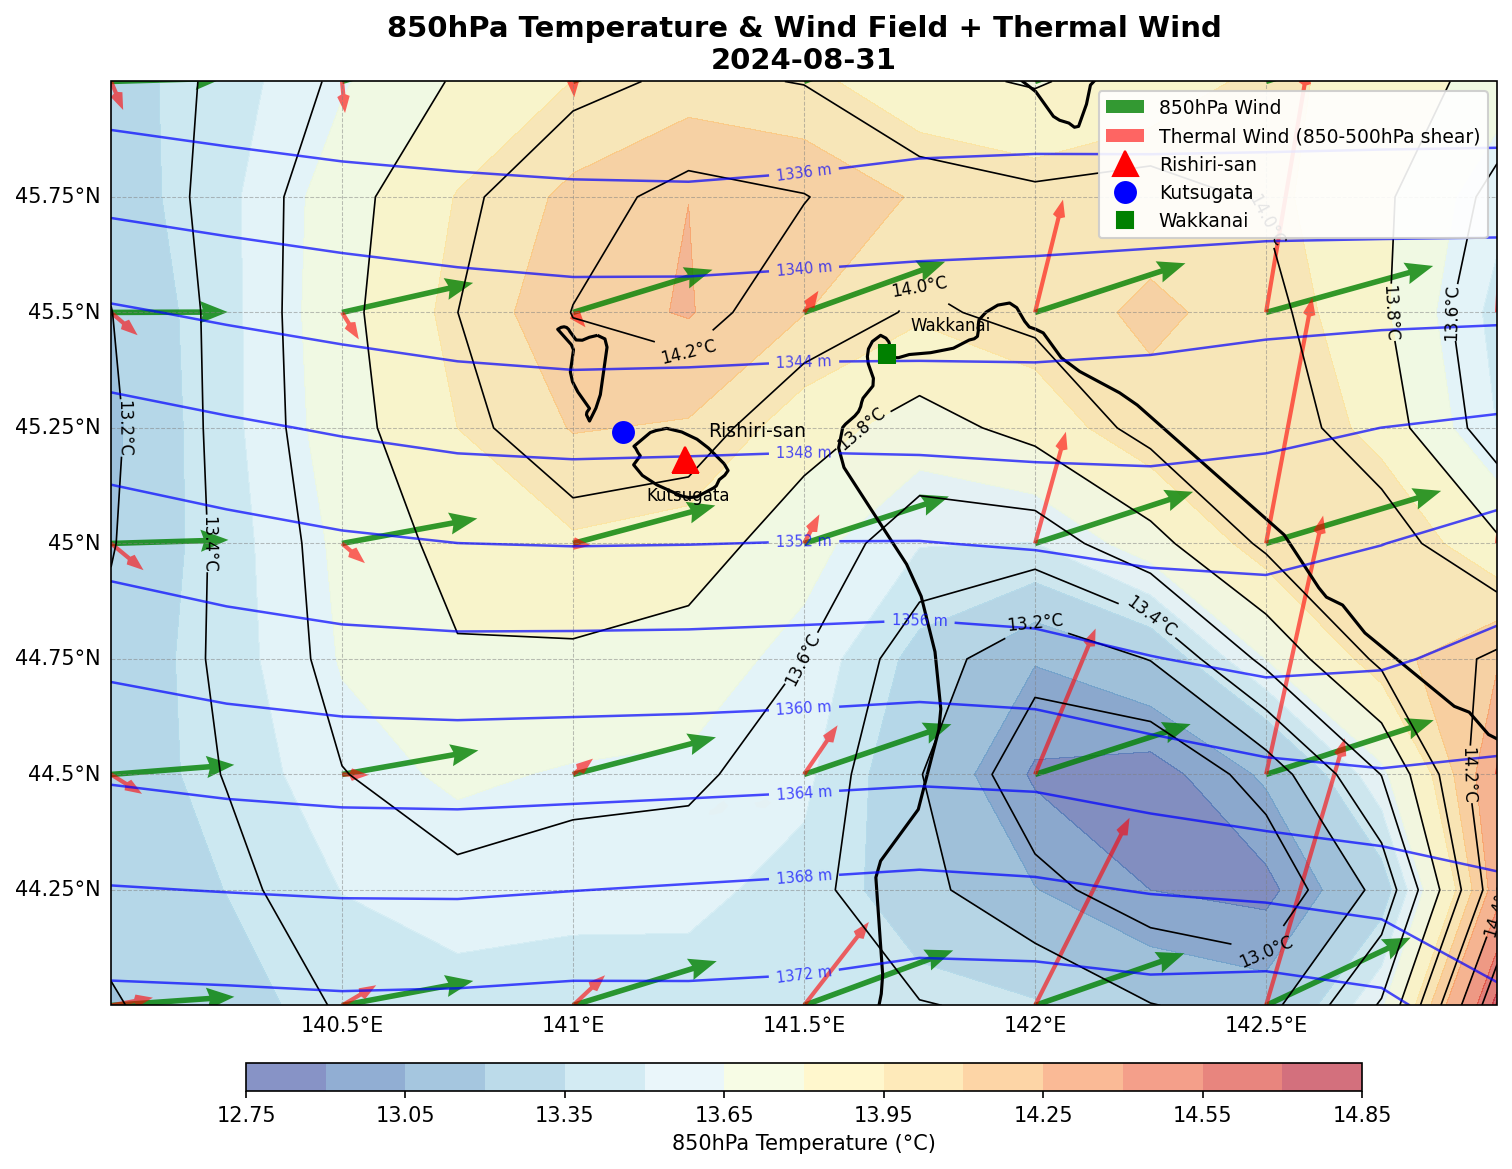 850hPa Temperature & Wind Field + Thermal Wind
2024-08-31
850hPa Wind
Thermal Wind (850-500hPa shear)
Rishiri-san
Kutsugata
Wakkanai
45.75°N
45.5°N
45.25°N
45°N
44.75°N
44.5°N
44.25°N
1336 m
1340 m
1344 m
1348 m
1352 m
1356 m
1360 m
1364 m
1368 m
1372 m
14.0°C
14.0°C
13.8°C
13.9°C
14.2°C
Wakkanai
13.2°C
13.8°C
Rishiri-san
Kutsugata
13.4°C
13.6°C
13.2°C
13.4°C
14.2°C
13.0°C
14.4°
140.5°E
141°E
141.5°E
142°E
142.5°E
12.75
13.05
13.35
13.65
13.95
14.25
14.55
14.85
850hPa Temperature (°C)